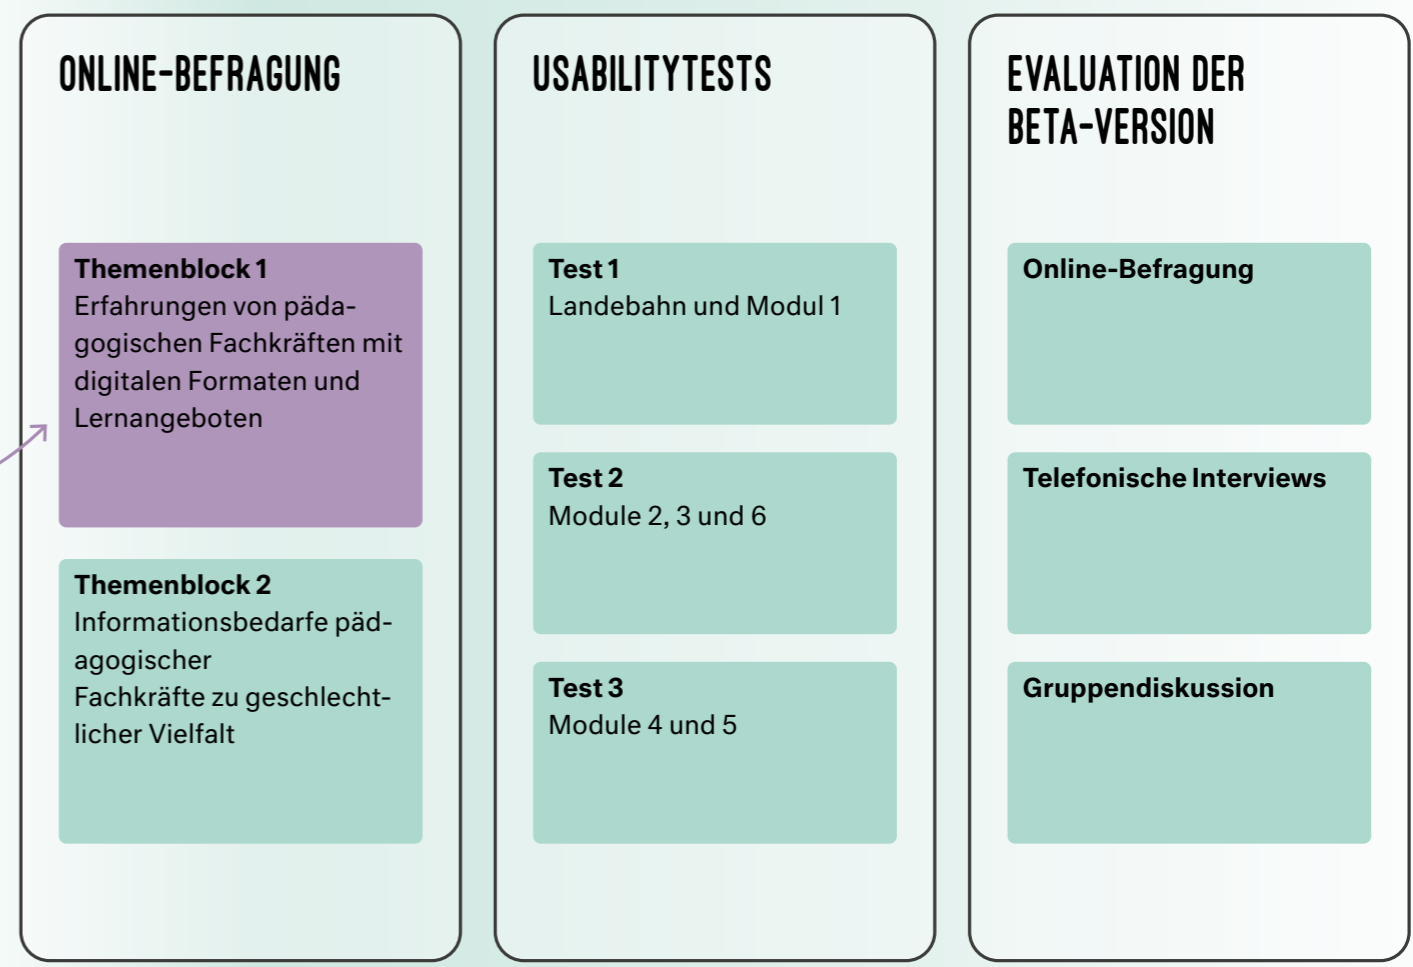 ONLINE-BEFRAGUNG
Themenblock 1
Erfahrungen von päda-
gogischen Fachkräften mit
digitalen Formaten und
Lernangeboten
Themenblock 2
Informationsbedarfe päd-
agogischer
Fachkräfte zu geschlecht-
licher Vielfalt
USABILITYTESTS
Test 1
Landebahn und Modul 1
Test 2
Module 2, 3 und 6
Test 3
Module 4 und 5
EVALUATION DER
BETA-VERSION
Online-Befragung
Telefonische Interviews
Gruppendiskussion